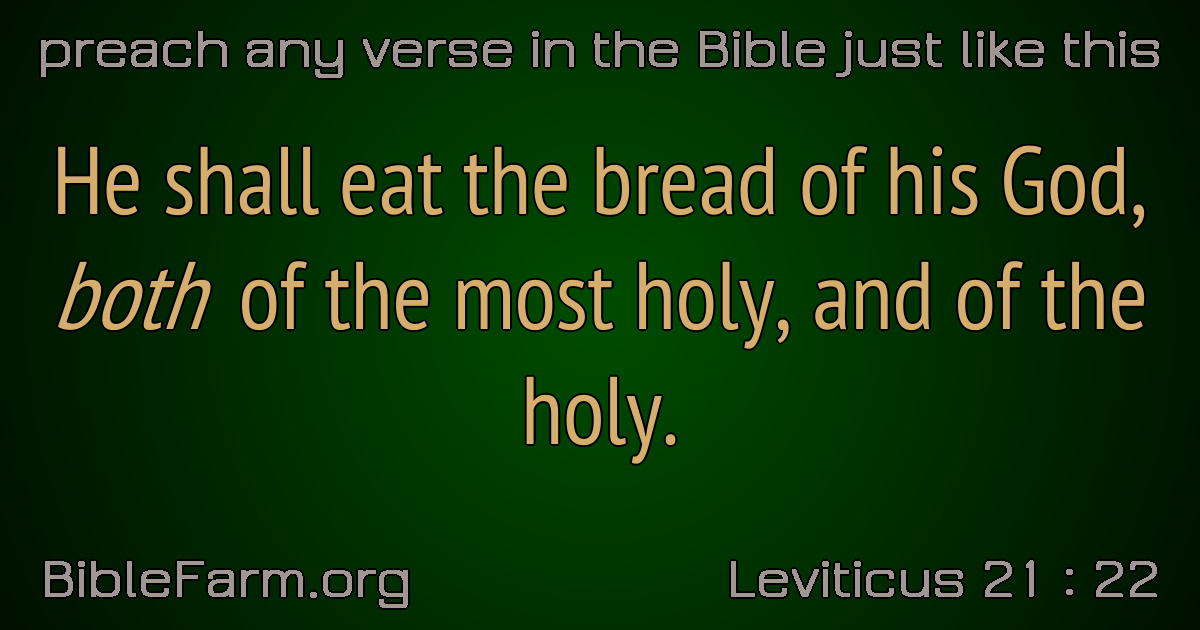 preach any verse in the Bible just like this
He shall eat the bread of his God,
both of the most holy, and of the
holy.
BibleFarm.org
Leviticus 21 : 22